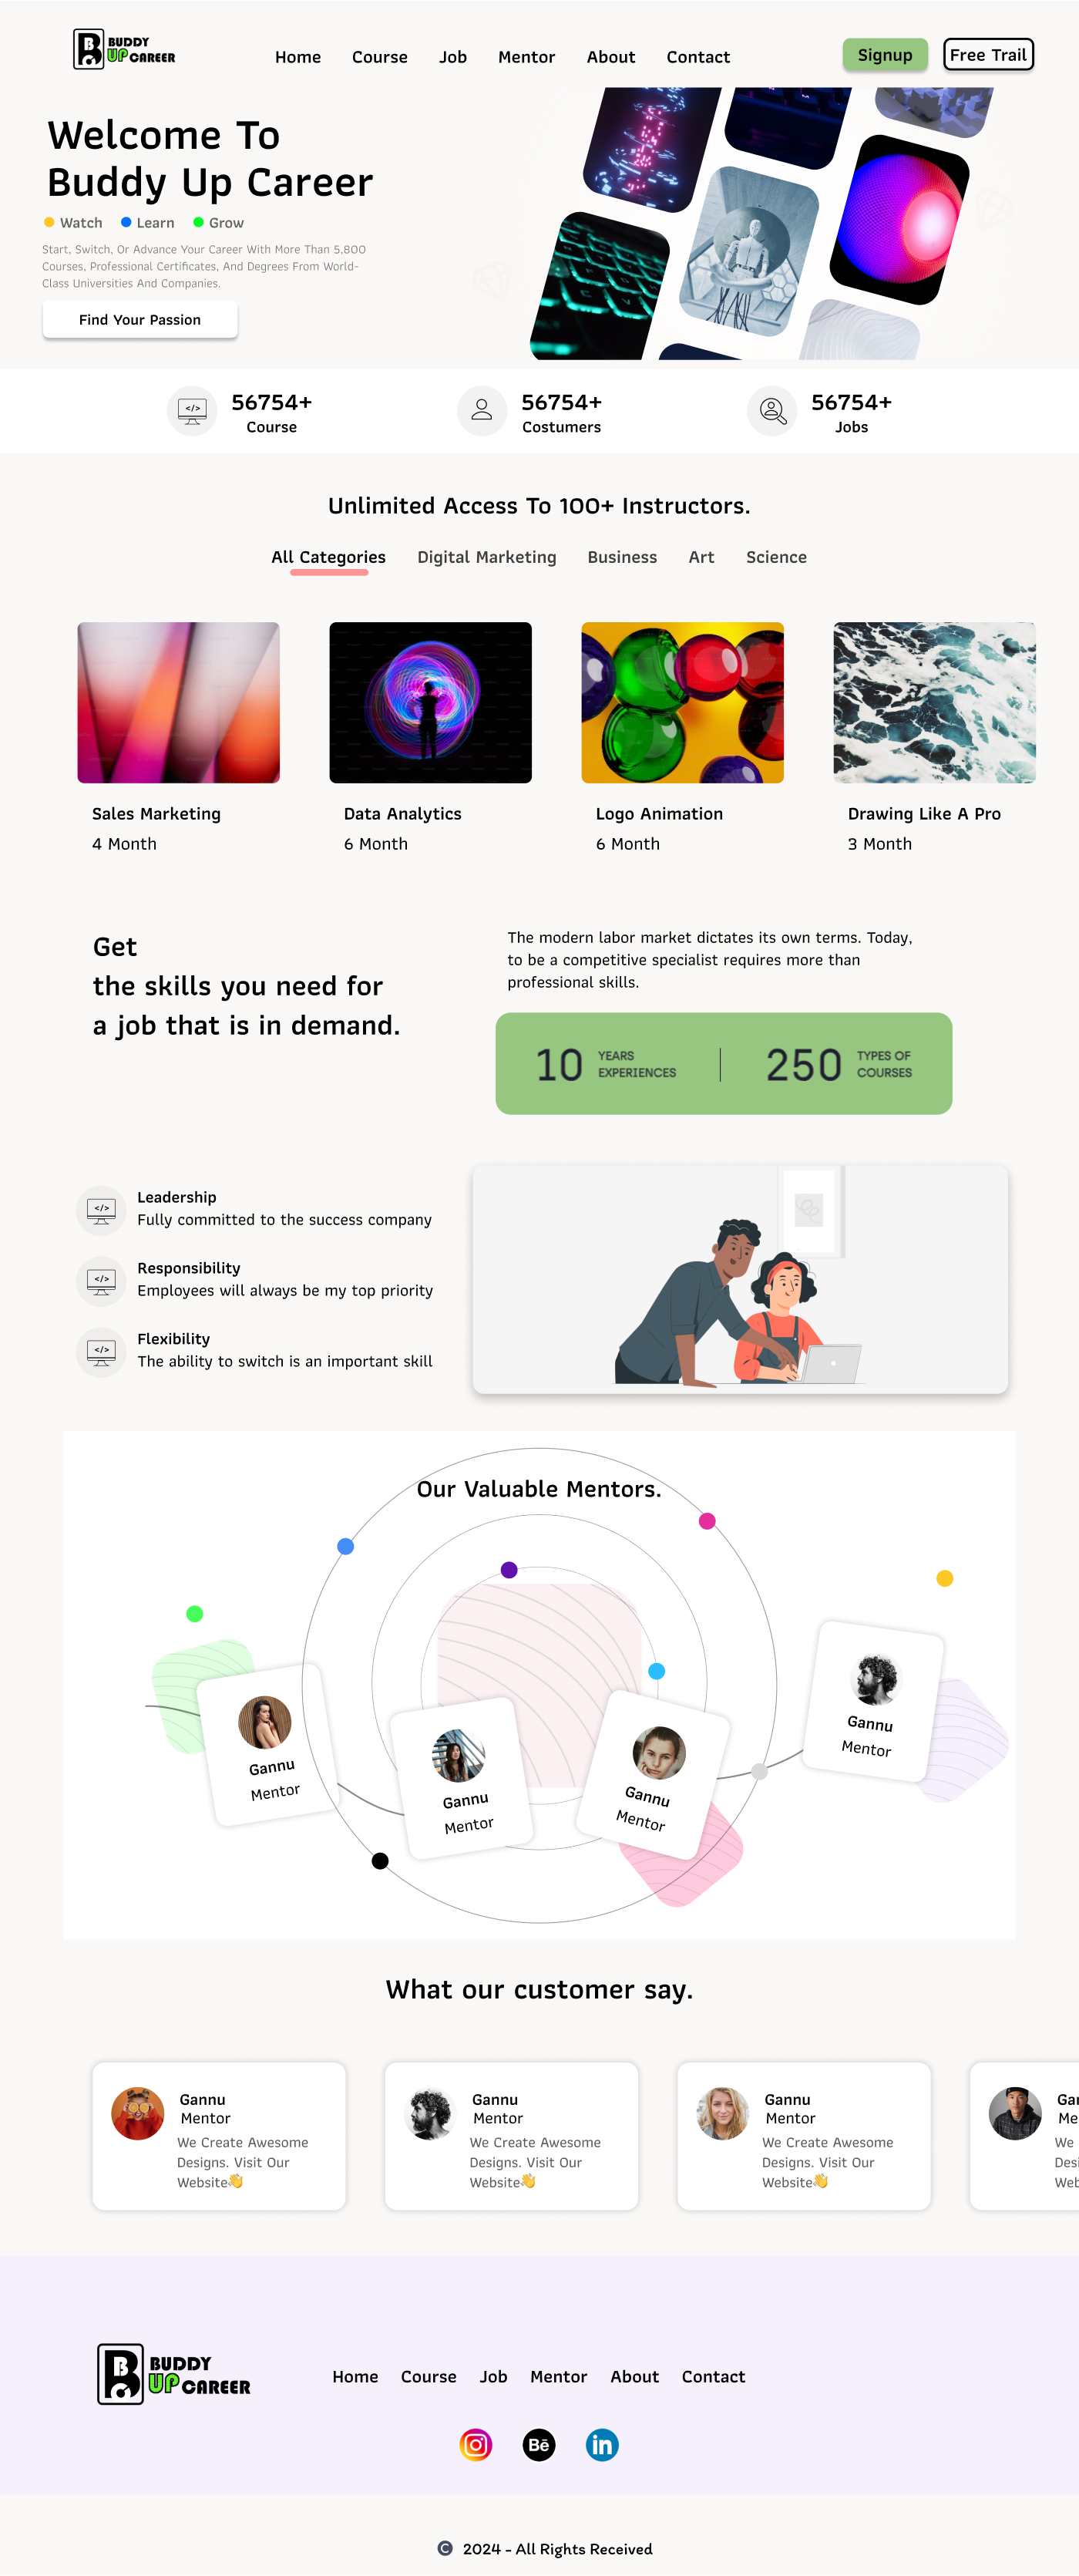 BUDDY
UP CAREER
Home Course Job Mentor About Contact
Signup Free Trail
Welcome To
Buddy Up Career
Watch Learn Grow
Start, Switch, Or Advance Your Career With More Than 5,800
Courses, Professional Certificates, And Degrees From World-
Class Universities And Companies.
Find Your Passion
56754+
Course
56754+
Costumers
56754+
Jobs
Unlimited Access To 100+ Instructors.
All Categories Digital Marketing Business Art Science
Sales Marketing
4 Month
Data Analytics
6 Month
Logo Animation
6 Month
Drawing Like A Pro
3 Month
Get
the skills you need for
a job that is in demand.
The modern labor market dictates its own terms. Today,
to be a competitive specialist requires more than
professional skills.
10 YEARS
EXPERIENCES
250 TYPES OF
COURSES
Leadership
Fully committed to the success company
Responsibility
Employees will always be my top priority
Flexibility
The ability to switch is an important skill
Our Valuable Mentors.
Gannu
Mentor
Gannu
Mentor
Gannu
Mentor
Gannu
Mentor
What our customer say.
Gannu
Mentor
We Create Awesome
Designs. Visit Our
Website👋
Gannu
Mentor
We Create Awesome
Designs. Visit Our
Website👋
Gannu
Mentor
We Create Awesome
Designs. Visit Our
Website👋
Gan
Me
We
Desi
Web
BUDDY
UP CAREER
Home Course Job Mentor About Contact
Bē in
© 2024 - All Rights Received